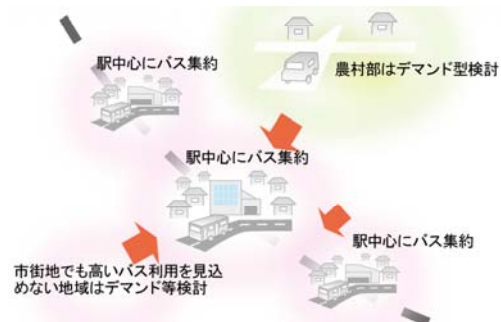 駅中心にバス集約
農村部はデマンド型検討
駅中心にバス集約
駅中心にバス集約
市街地でも高いバス利用を見込
めない地域はデマンド等検討